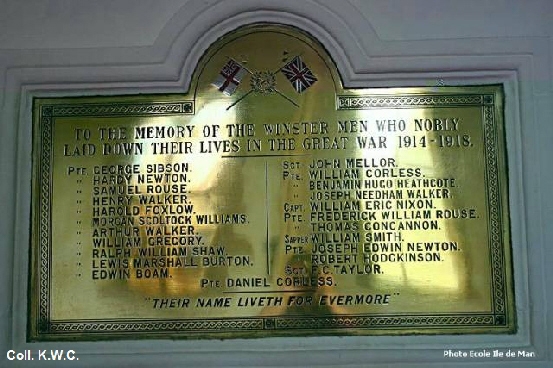 TO THE MEMORY OF THE WINSTER MEN WHO NOBLY
LAID DOWN THEIR LIVES IN THE GREAT WAR 1914-1918.
PTE GEORGE SIBSON.
" HARRY NEWTON.
" SAMUEL ROUSE.
" HENRY WALKER.
" HAROLD FOXLOW.
" MORGAN SCOLTOCK WILLIAMS.
" ARTHUR WALKER.
" WILLIAM GREGORY.
" RALPH WILLIAM SHAW.
" LEWIS MARSHALL BURTON.
" EDWIN BOAM.
SGT JOHN MELLOR.
PTE. WILLIAM CORLESS.
" BENJAMIN HUGO HEATHCOTE.
" JOSEPH NEEDHAM WALKER.
CAPT. WILLIAM ERIC NIXON.
PTE. FREDERICK WILLIAM ROUSE.
" THOMAS CONCANNON.
SAPPER WILLIAM SMITH.
PTE. JOSEPH EDWIN NEWTON.
" ROBERT HODGKINSON.
SGT. F.C. TAYLOR.
PTE DANIEL CORLESS.
"THEIR NAME LIVETH FOR EVERMORE"
Coll. K.W.C.
Photo Ecole Ile de Man